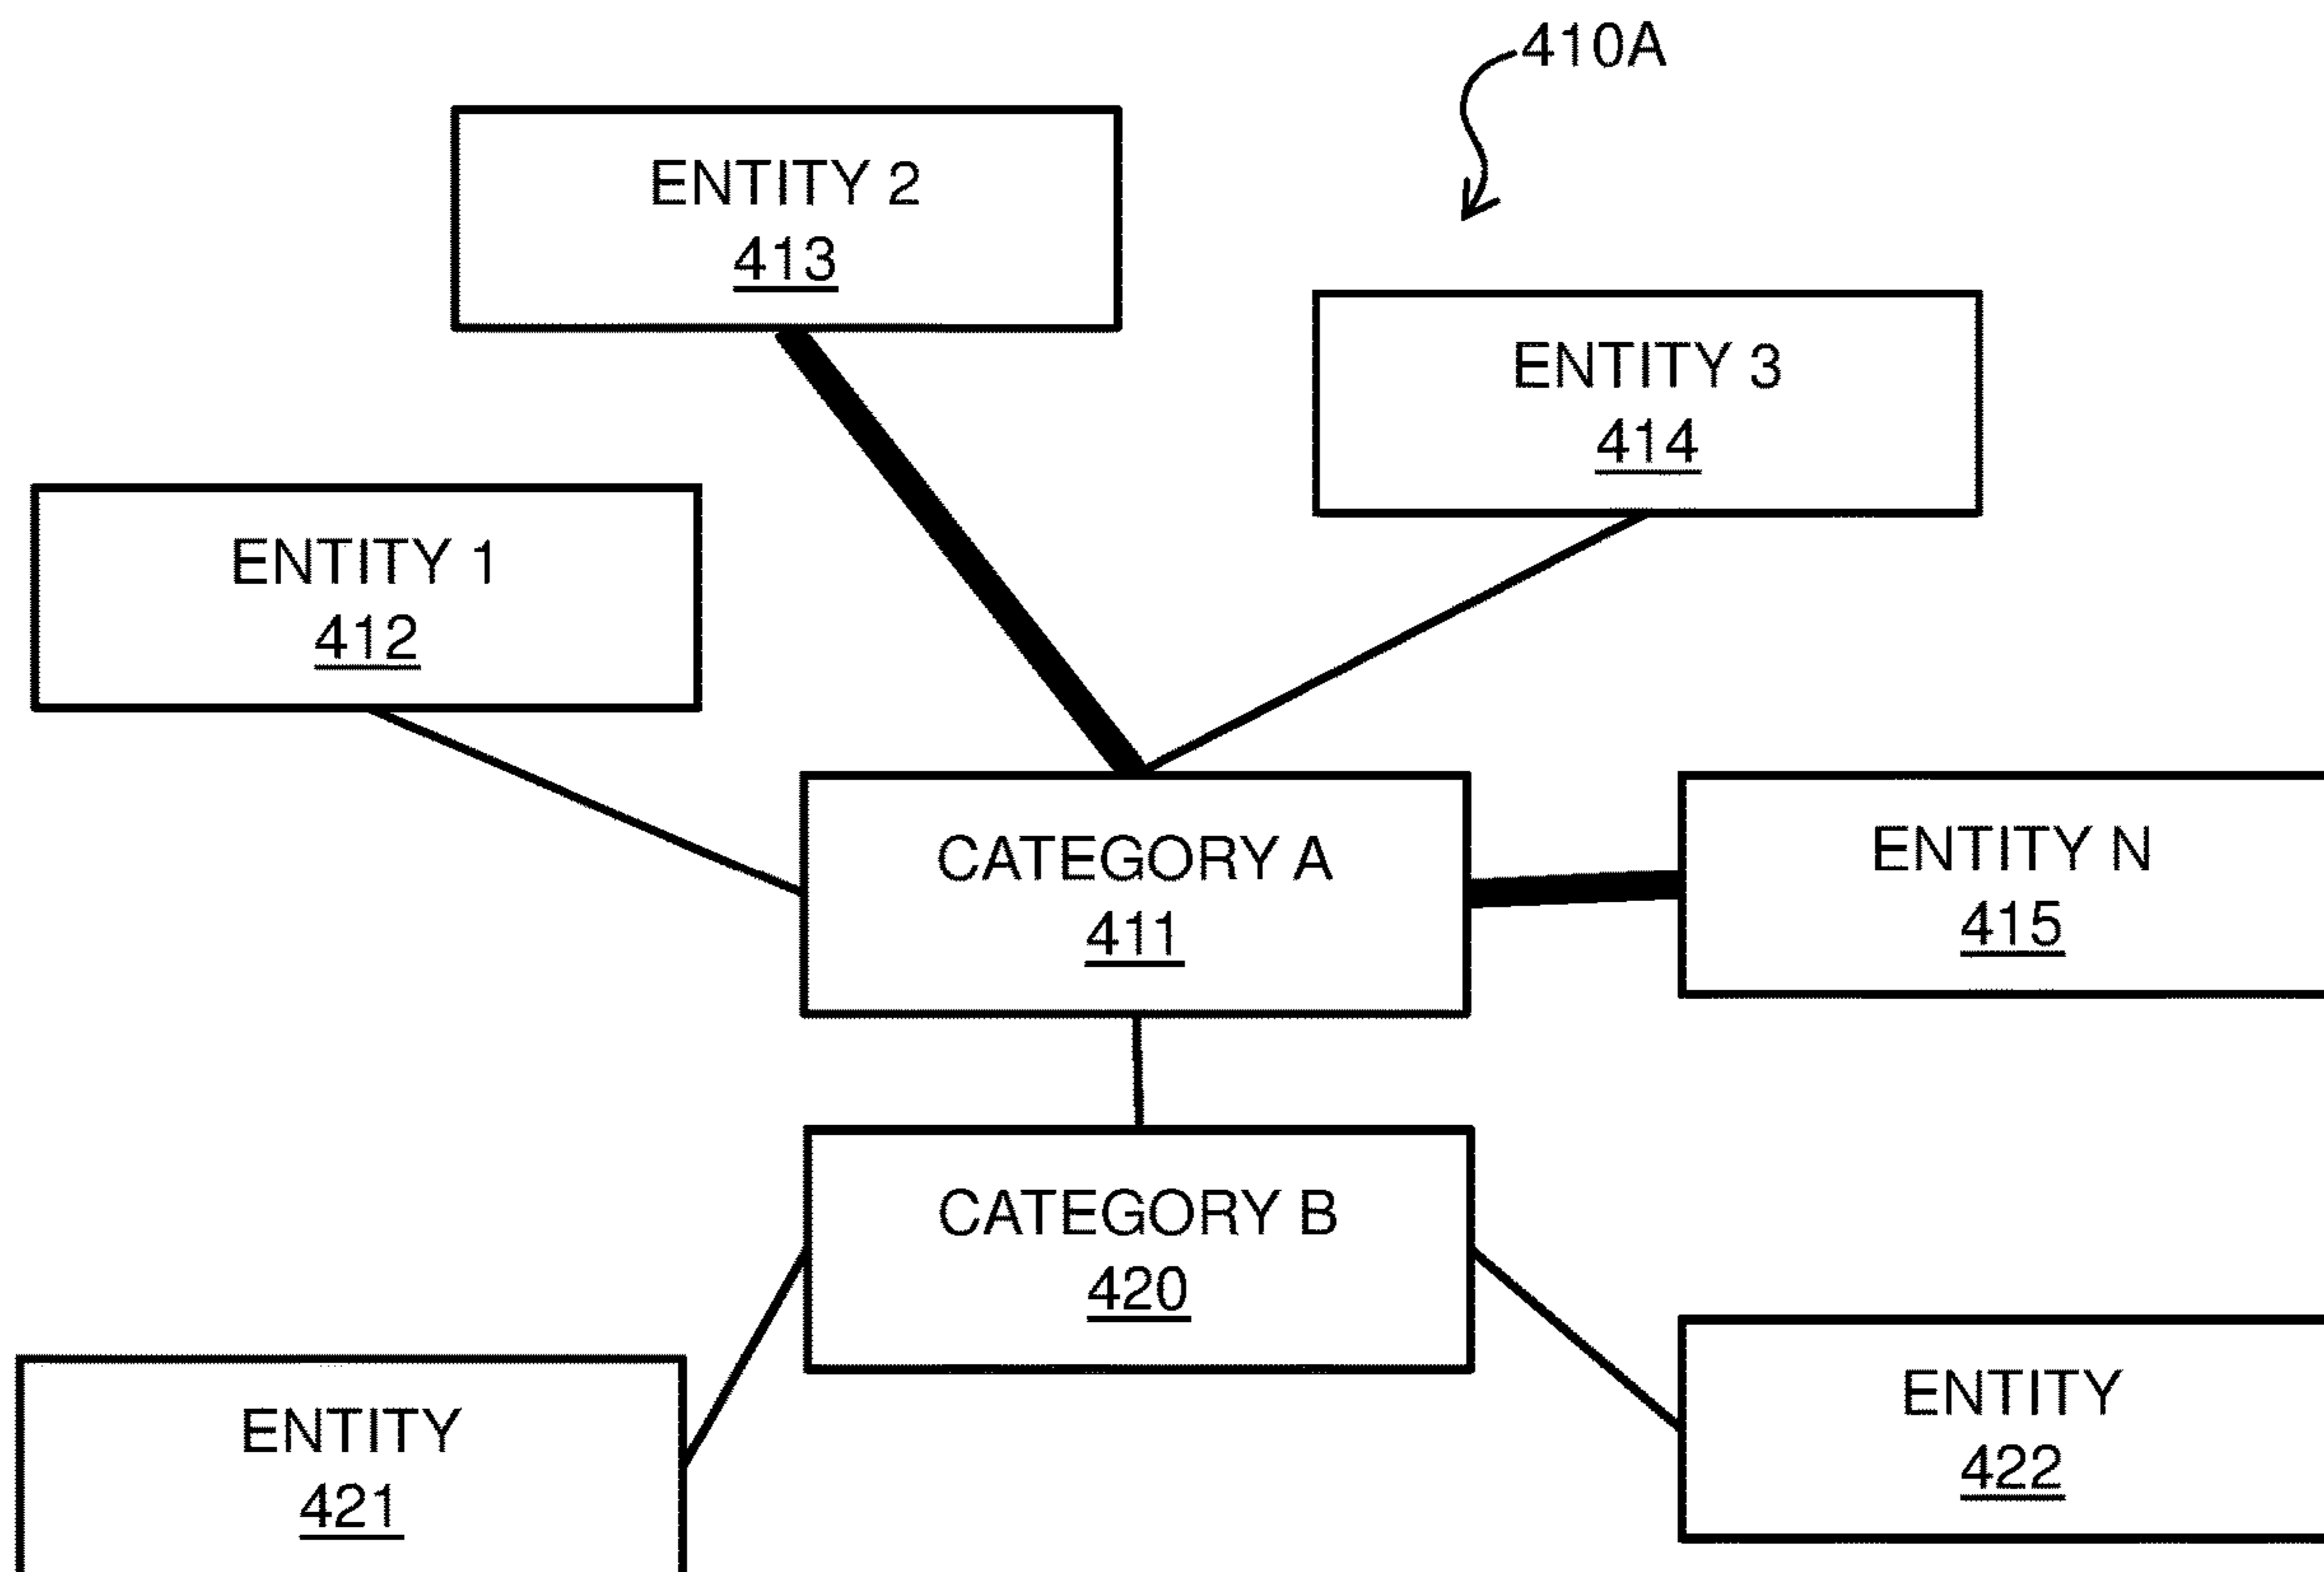 410A
ENTITY 2
413
ENTITY 3
414
ENTITY 1
412
CATEGORY A
411
ENTITY N
415
CATEGORY B
420
ENTITY
422
ENTITY
421